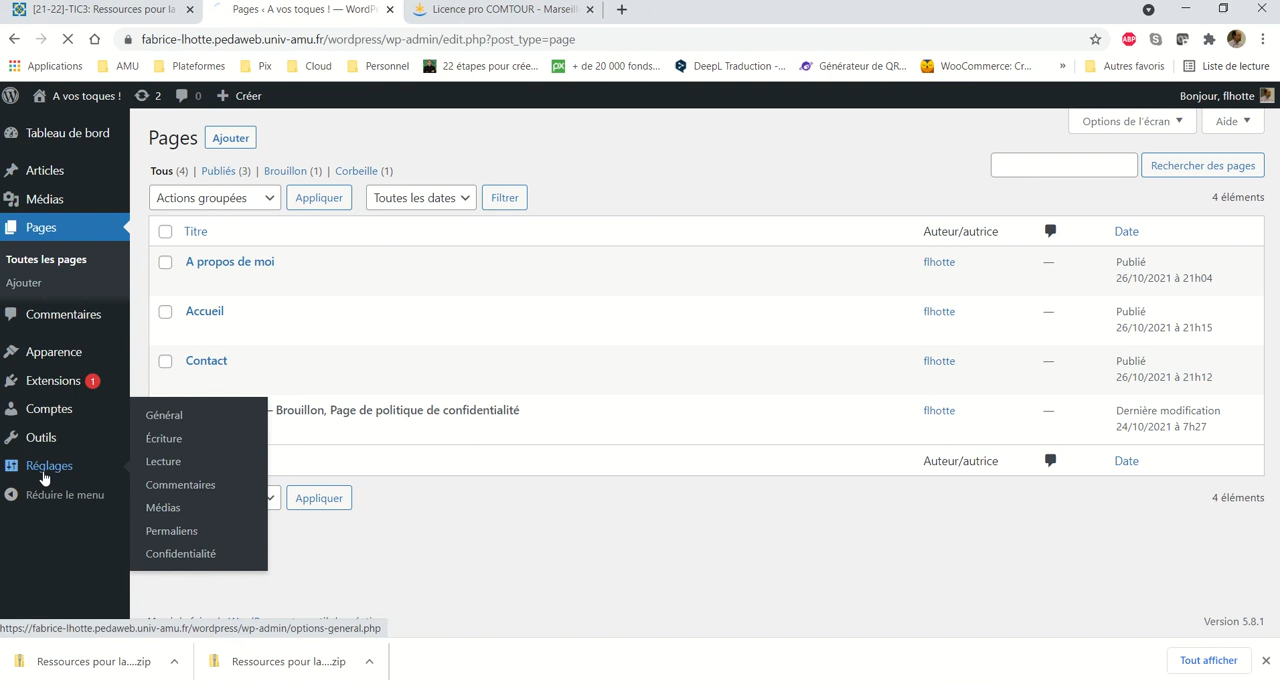 [21-22]-TIC3: Ressources pour la
Pages ‹ A vos toques ! — WordP
Licence pro COMTOUR - Marseil
fabrice-lhotte.pedaweb.univ-amu.fr/wordpress/wp-admin/edit.php?post_type=page
ABP
Applications
AMU
Plateformes
Pix
Cloud
Personnel
22 étapes pour crée...
+ de 20 000 fonds...
DeepL Traduction -...
Générateur de QR...
WooCommerce: Cr...
»
Autres favoris
Liste de lecture
A vos toques !
2
0
Créer
Bonjour, flhotte
Tableau de bord
Articles
Médias
Pages
Toutes les pages
Ajouter
Commentaires
Apparence
Extensions 1
Comptes
Outils
Réglages
Réduire le menu
Général
Écriture
Lecture
Commentaires
Médias
Permaliens
Confidentialité
Options de l'écran
Aide
Pages
Ajouter
Tous (4) | Publiés (3) | Brouillon (1) | Corbeille (1)
Rechercher des pages
Actions groupées
Appliquer
Toutes les dates
Filtrer
4 éléments
Titre
Auteur/autrice
Date
A propos de moi
flhotte
—
Publié
26/10/2021 à 21h04
Accueil
flhotte
—
Publié
26/10/2021 à 21h15
Contact
flhotte
—
Publié
26/10/2021 à 21h12
– Brouillon, Page de politique de confidentialité
flhotte
—
Dernière modification
24/10/2021 à 7h27
Auteur/autrice
Date
Appliquer
4 éléments
Version 5.8.1
https://fabrice-lhotte.pedaweb.univ-amu.fr/wordpress/wp-admin/options-general.php
Ressources pour la....zip
Ressources pour la....zip
Tout afficher